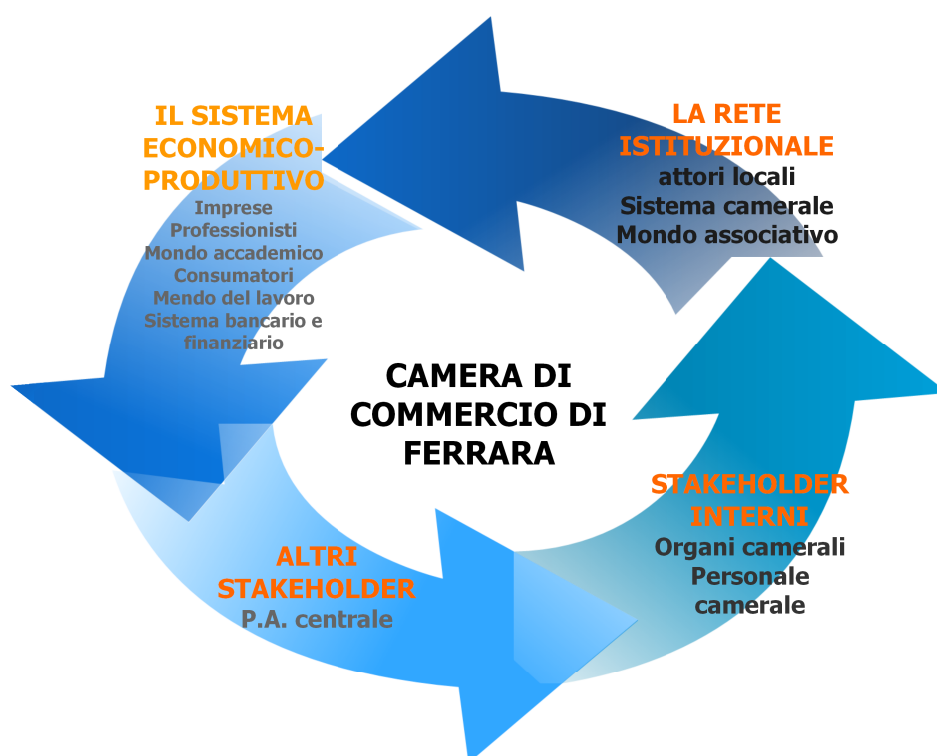 IL SISTEMA
ECONOMICO-
PRODUTTIVO
Imprese
Professionisti
Mondo accademico
Consumatori
Mendo del lavoro
Sistema bancario e
finanziario
LA RETE
ISTITUZIONALE
attori locali
Sistema camerale
Mondo associativo
CAMERA DI
COMMERCIO DI
FERRARA
ALTRI
STAKEHOLDER
P.A. centrale
STAKEHOLDER
INTERNI
Organi camerali
Personale
camerale